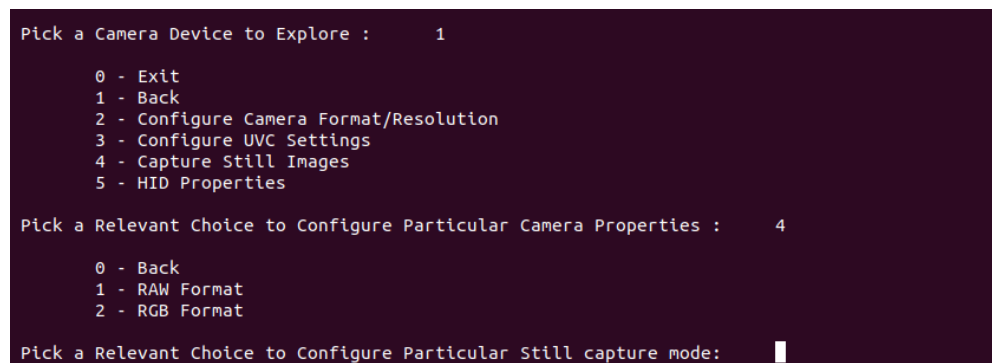 Pick a Camera Device to Explore :      1
0 - Exit
1 - Back
2 - Configure Camera Format/Resolution
3 - Configure UVC Settings
4 - Capture Still Images
5 - HID Properties
Pick a Relevant Choice to Configure Particular Camera Properties :     4
0 - Back
1 - RAW Format
2 - RGB Format
Pick a Relevant Choice to Configure Particular Still capture mode: